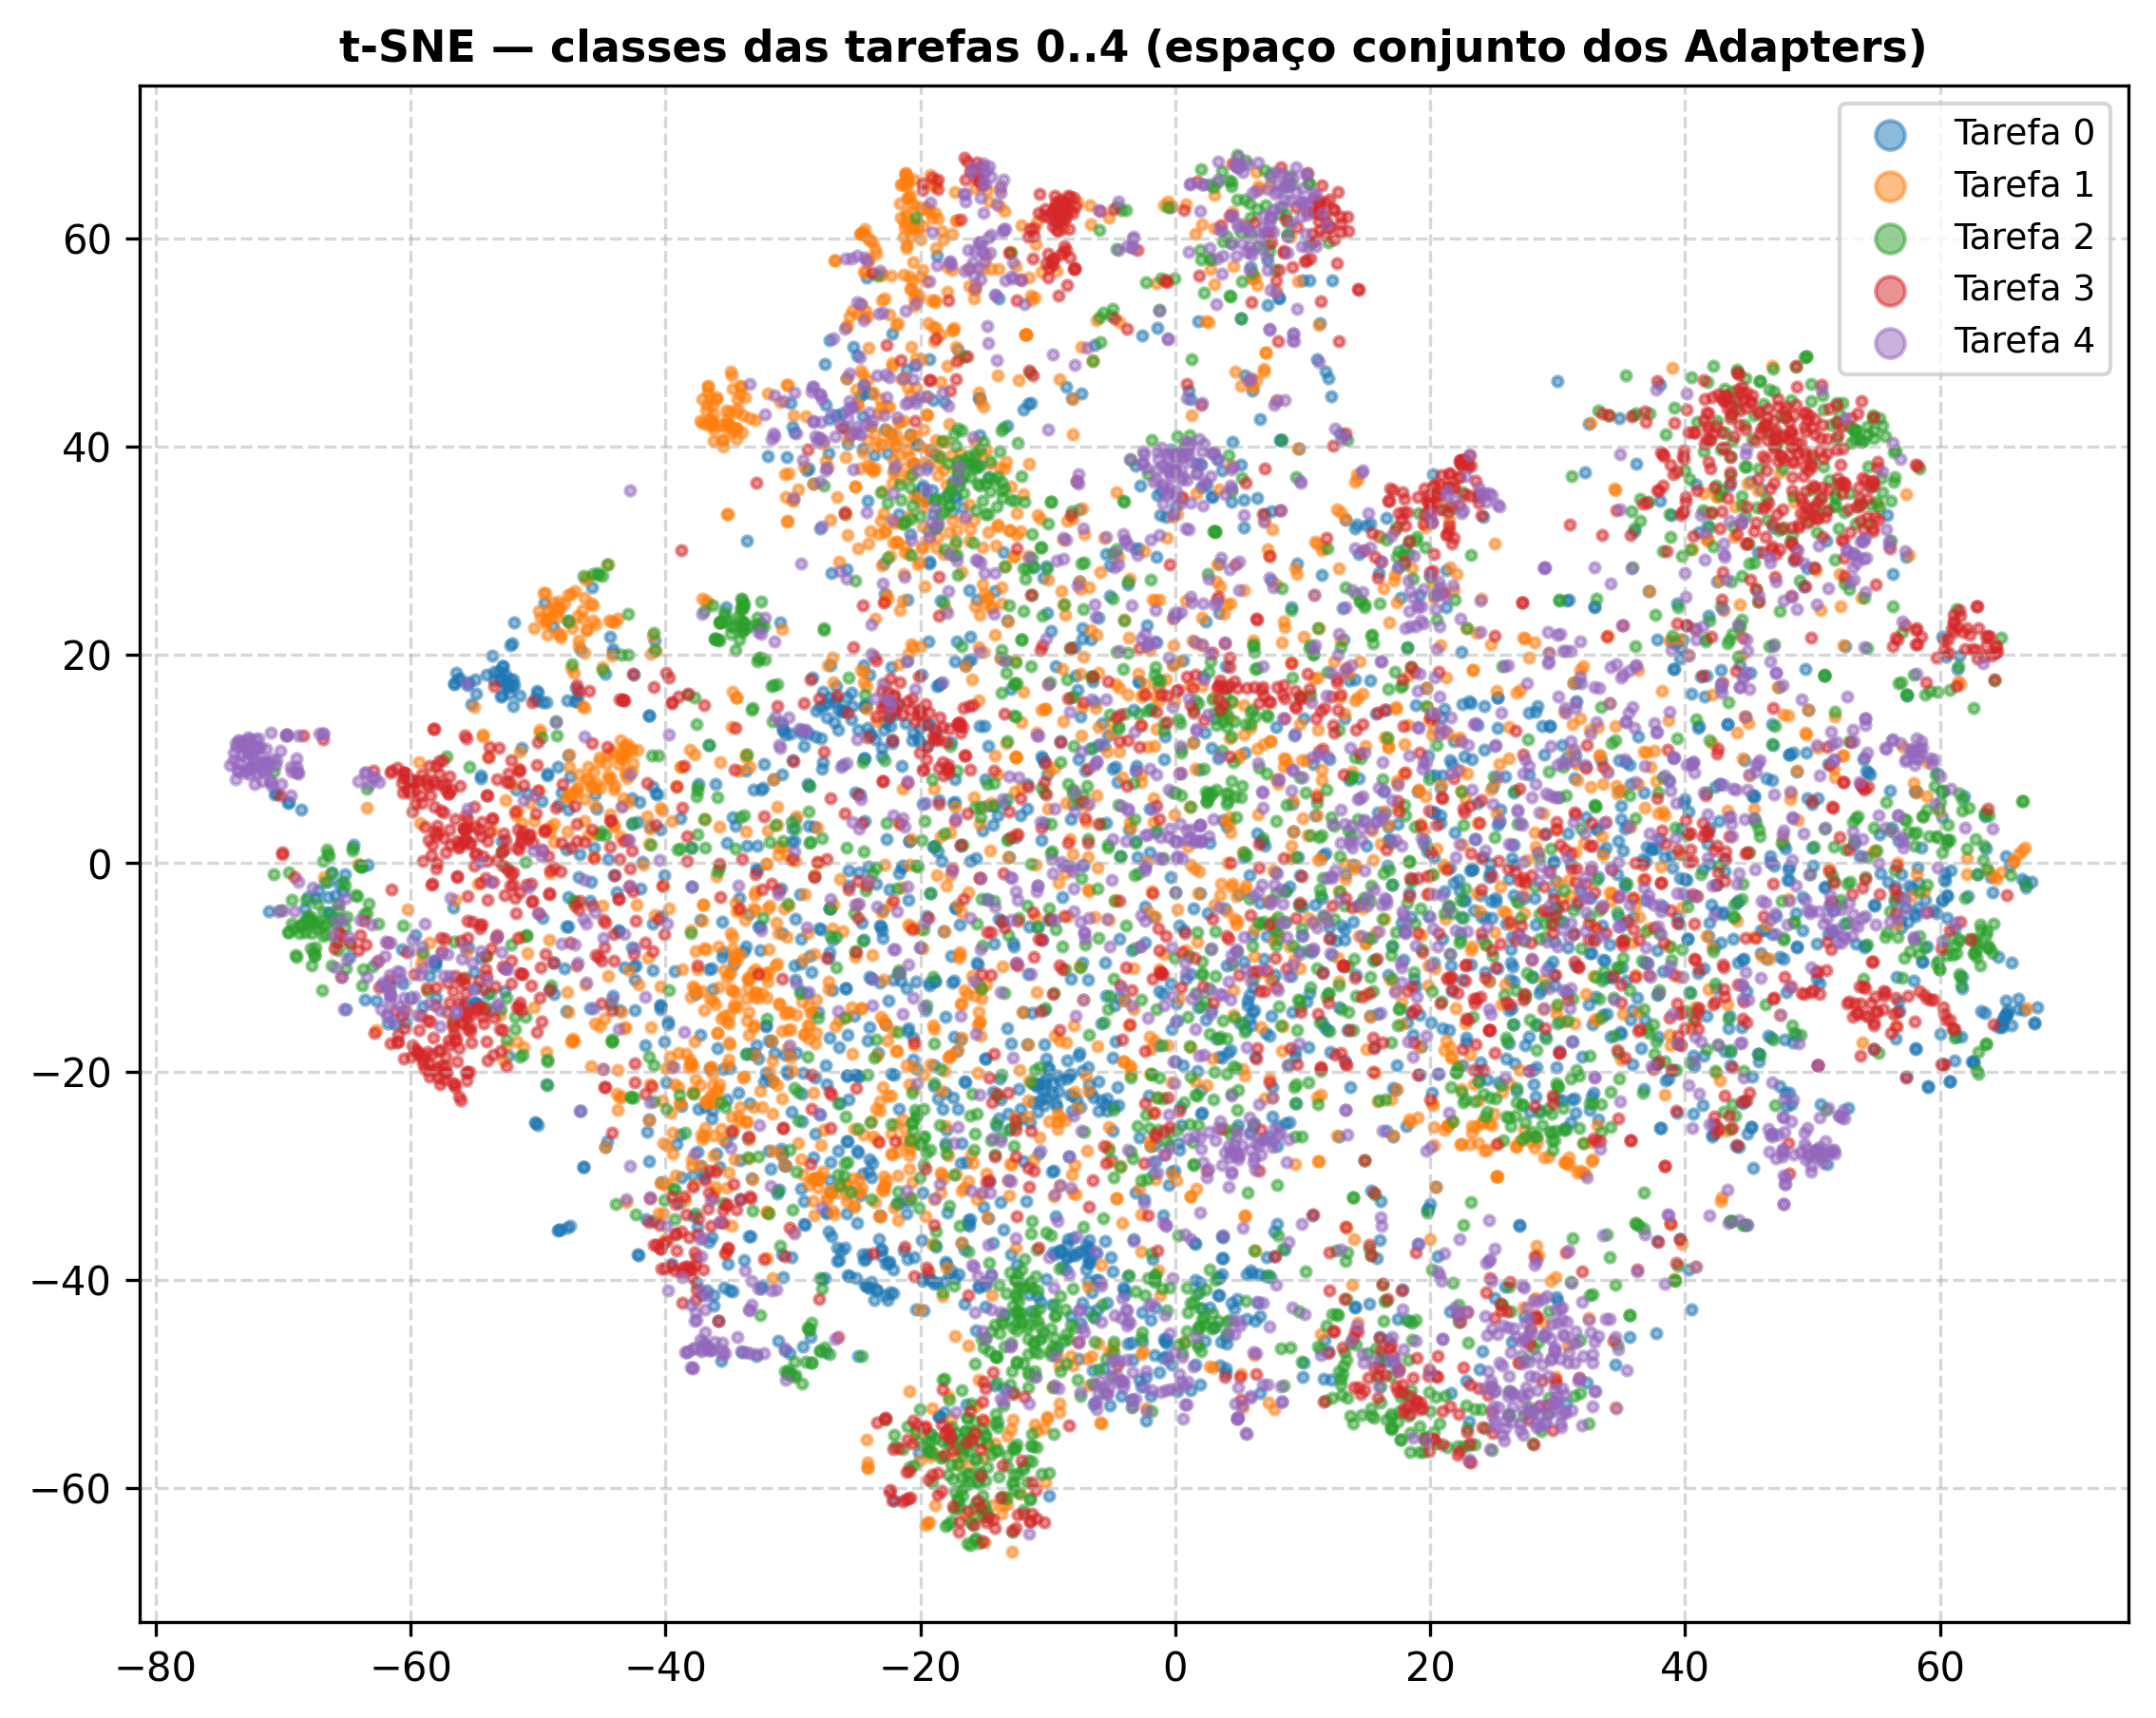 t-SNE — classes das tarefas 0..4 (espaço conjunto dos Adapters)
Tarefa 0
Tarefa 1
Tarefa 2
Tarefa 3
Tarefa 4
60
40
20
0
−20
−40
−60
−80 −60 −40 −20 0 20 40 60